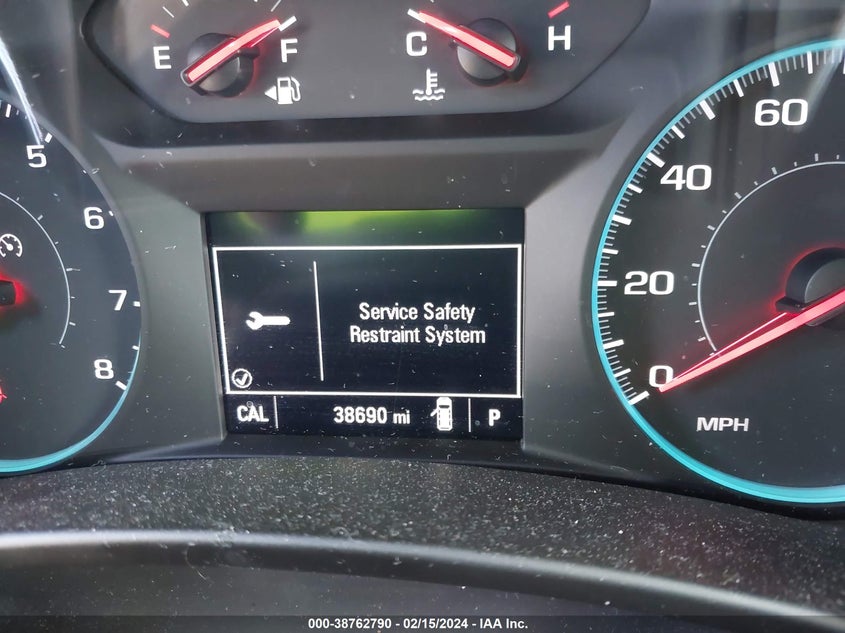 E F C H
5
6
7
8
60
40
20
0
MPH
Service Safety
Restraint System
CAL 38690 mi P
000-38762790 - 02/15/2024 - IAA Inc.